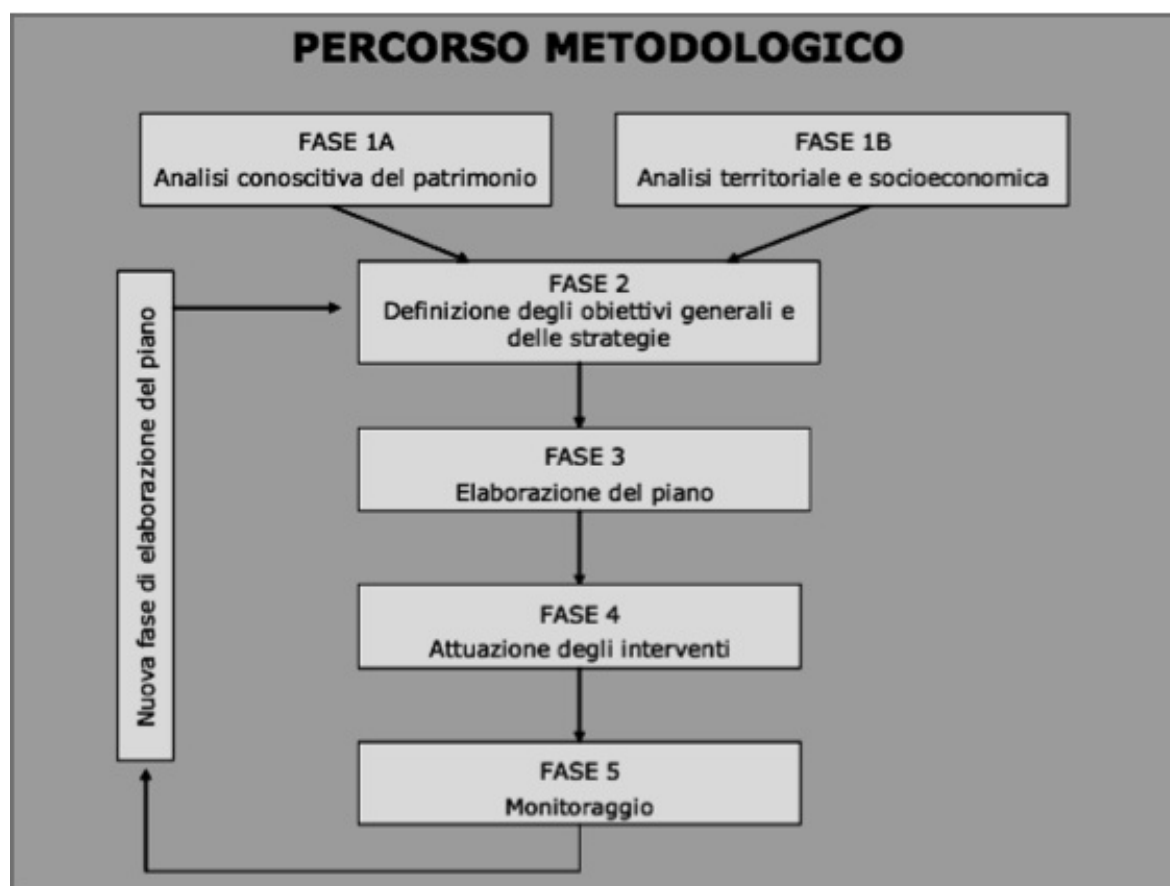 PERCORSO METODOLOGICO
FASE 1A
Analisi conoscitiva del patrimonio
FASE 1B
Analisi territoriale e socioeconomica
FASE 2
Definizione degli obiettivi generali e
delle strategie
Nuova fase di elaborazione del piano
FASE 3
Elaborazione del piano
FASE 4
Attuazione degli interventi
FASE 5
Monitoraggio